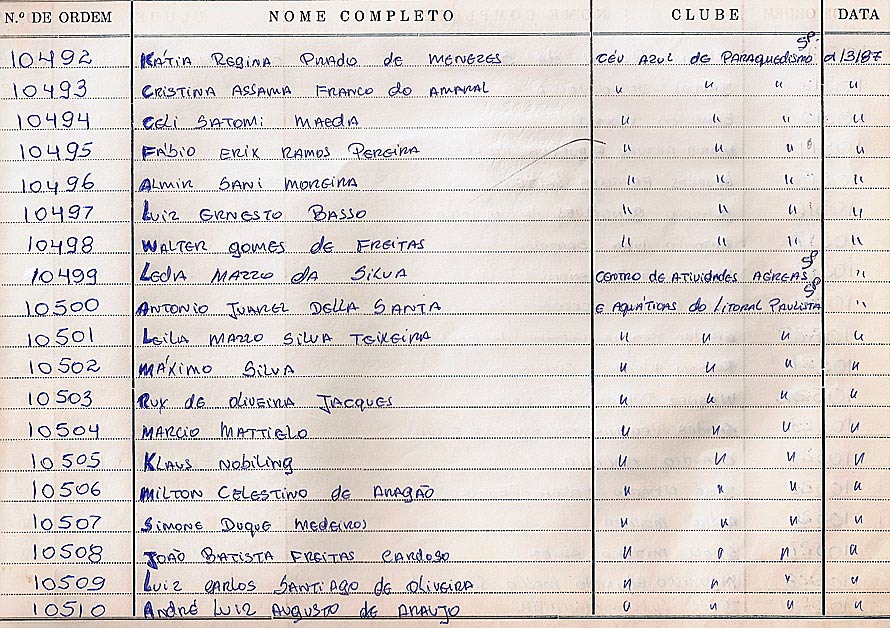 N.º DE ORDEM NOME COMPLETO CLUBE DATA
10492 KÁTIA REGINA PRADO de MENEZES CÉU AZUL de PARAQUEDISMO SP. 01/3/87
10493 CRISTINA ASSAMA FRANCO do AMARAL " " " "
10494 CELI SATOMI MAEDA " " " "
10495 FÁBIO ERIK RAMOS PEREIRA " " " "
10496 ALMIR SANI MOREIRA " " " "
10497 LUIZ ERNESTO BASSO " " " "
10498 WALTER gomes de FREITAS " " " "
10499 LEDA MAZZO DA SILVA CENTRO de ATIVIDADES AÉREAS SP "
10500 ANTONIO JUAREZ DELLA SANTA E AQUÁTICAS do LITORAL PAULISTA SP "
10501 LEILA MAZZO SILVA TEIXEIRA " " " "
10502 MÁXIMO SILVA " " " "
10503 RUY DE OLIVEIRA JACQUES " " " "
10504 MARCIO MATTIELO " " " "
10505 KLAUS NOBILING " " " "
10506 MILTON CELESTINO de ARAGÃO " " " "
10507 SIMONE DUQUE MEDEIROS " " " "
10508 JOÃO BATISTA FREITAS CARDOSO " " " "
10509 LUIZ CARLOS SANTIAGO de OLIVEIRA " " " "
10510 ANDRÉ LUIZ AUGUSTO de ARAUJO " " " "